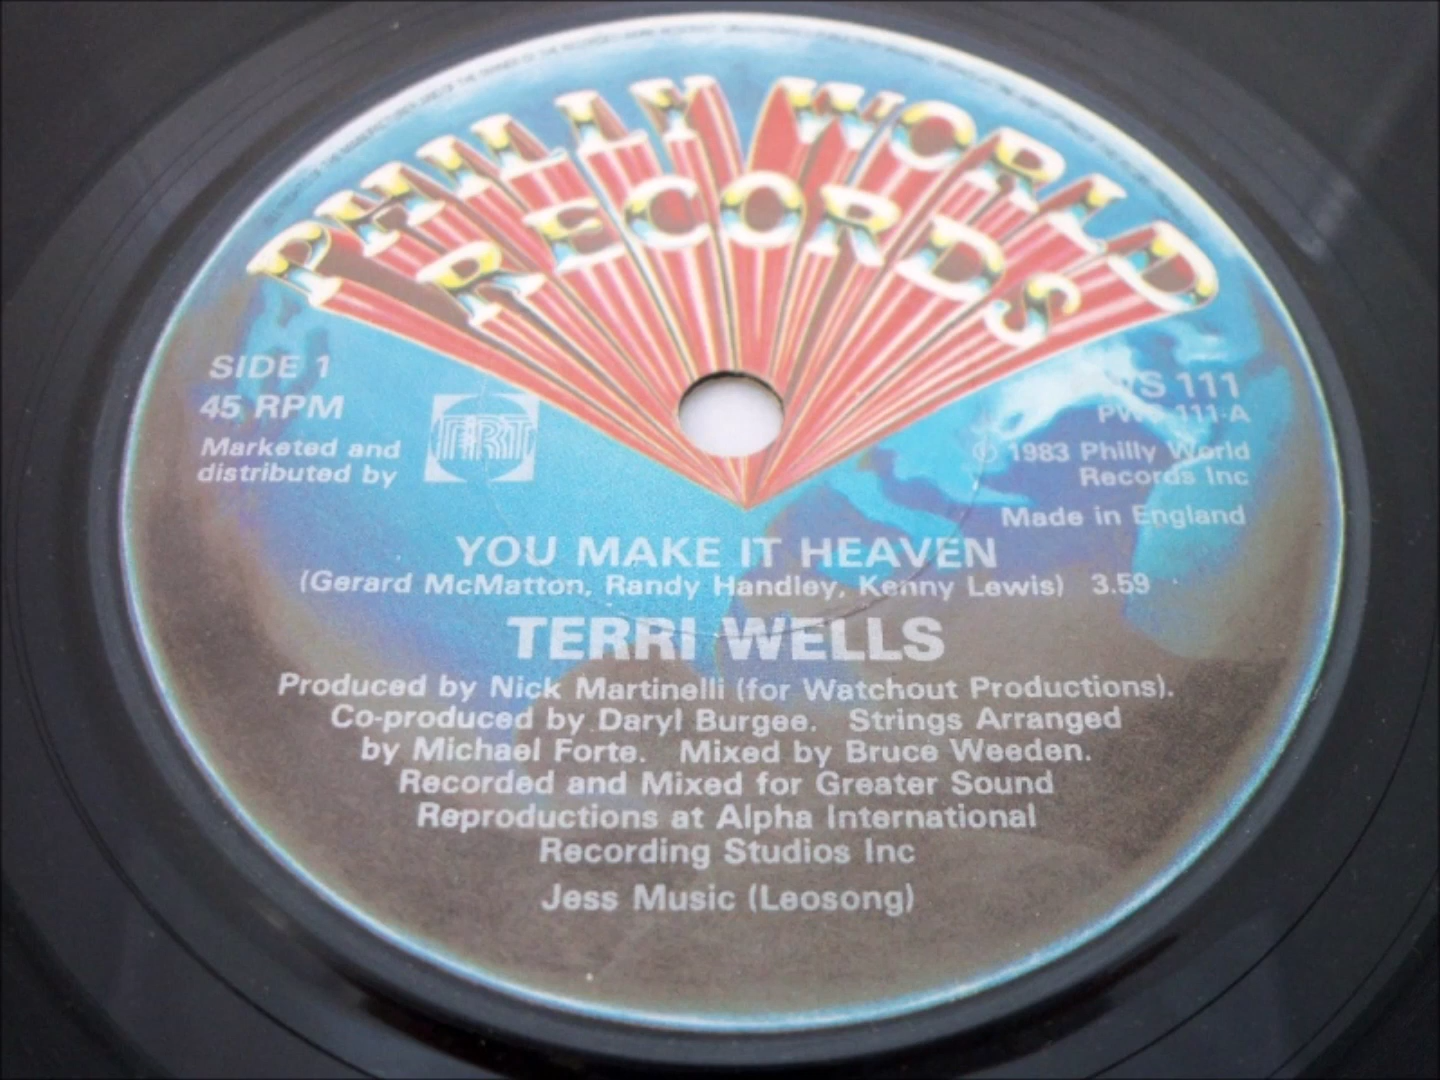 PHILLY WORLD
RECORDS
SIDE 1
45 RPM
Marketed and
distributed by
PRT
S 111
111-A
℗ 1983 Philly World
Records Inc
Made in England
YOU MAKE IT HEAVEN
(Gerard McMatton, Randy Handley, Kenny Lewis) 3.59
TERRI WELLS
Produced by Nick Martinelli (for Watchout Productions).
Co-produced by Daryl Burgee. Strings Arranged
by Michael Forte. Mixed by Bruce Weeden.
Recorded and Mixed for Greater Sound
Reproductions at Alpha International
Recording Studios Inc
Jess Music (Leosong)